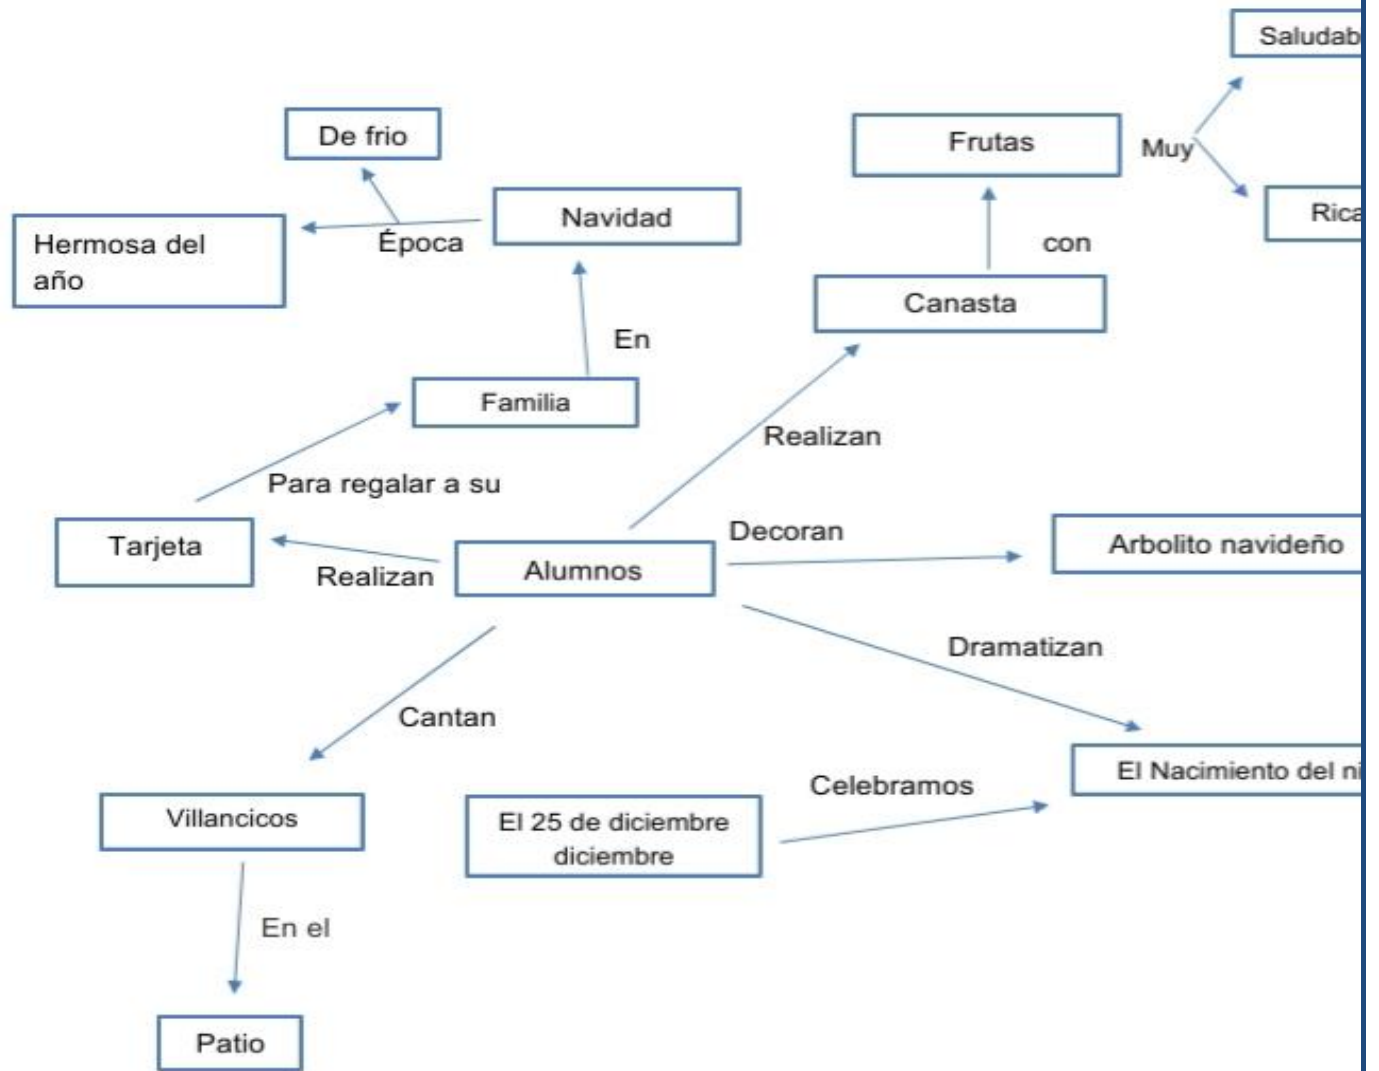 Saludab
De frio
Frutas
Muy
Navidad
Rica
Hermosa del
año
Época
con
Canasta
En
Familia
Realizan
Para regalar a su
Decoran
Tarjeta
Arbolito navideño
Realizan
Alumnos
Dramatizan
Cantan
El Nacimiento del ni
Celebramos
Villancicos
El 25 de diciembre
diciembre
En el
Patio